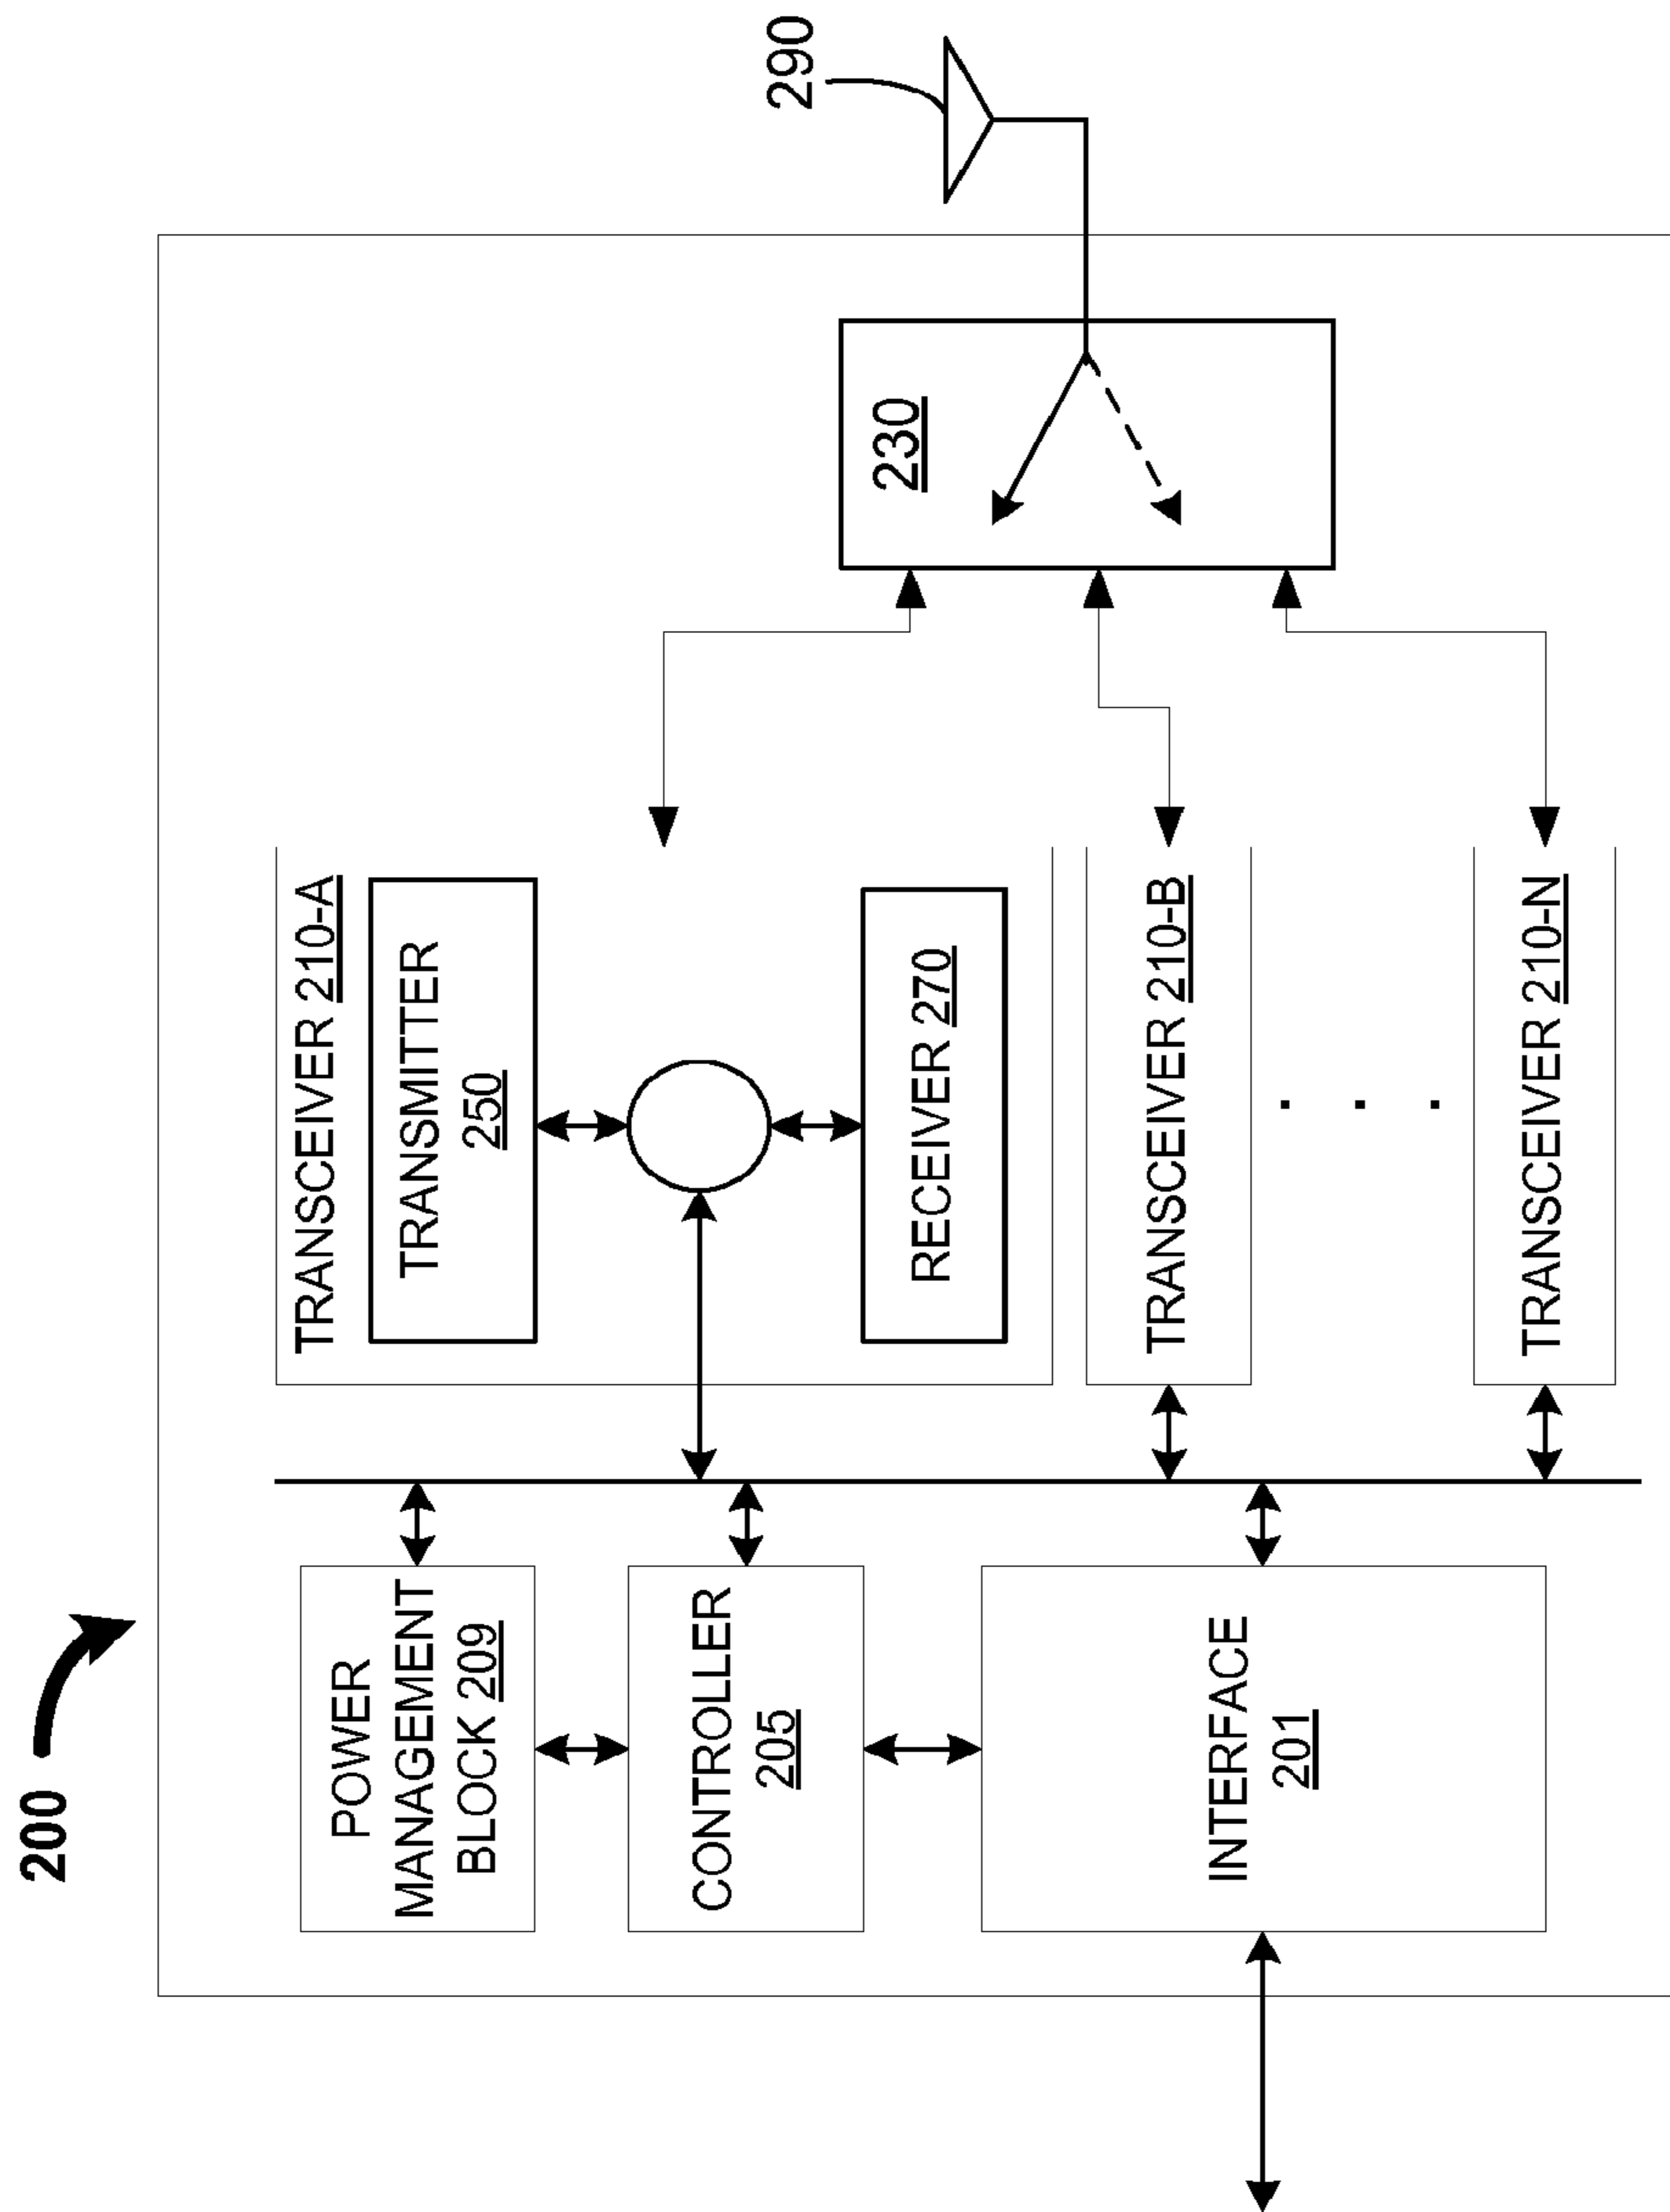 200
POWER
MANAGEMENT
BLOCK 209
CONTROLLER
205
INTERFACE
201
TRANSCEIVER 210-A
TRANSMITTER
250
RECEIVER 270
TRANSCEIVER 210-B
. . .
TRANSCEIVER 210-N
230
290